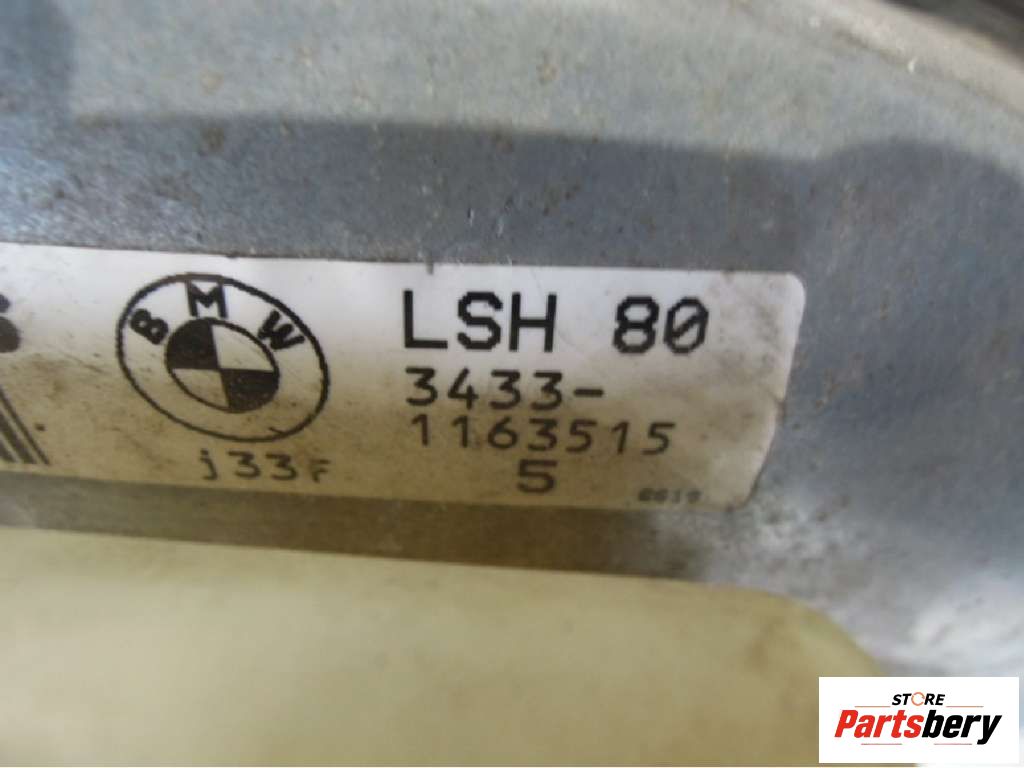 BMW
LSH 80
3433-
1163515
j33F
5
STORE
Partsbery